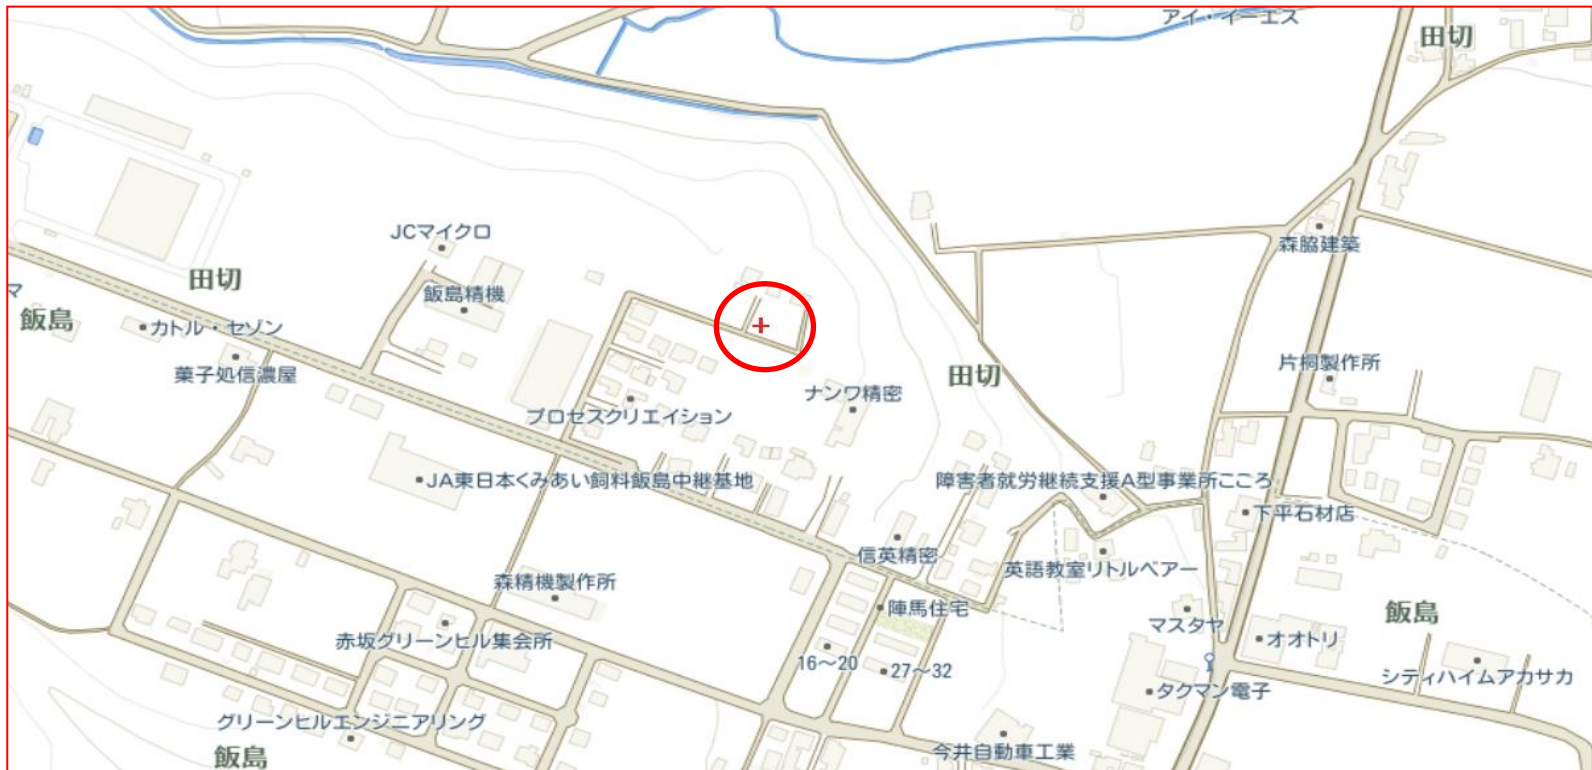 アイ・イーエス
田切
JCマイクロ
森脇建築
田切
飯島精機
マ
飯島
カトル・セゾン
菓子処信濃屋
片桐製作所
田切
ナンワ精密
プロセスクリエイション
JA東日本くみあい飼料飯島中継基地
障害者就労継続支援A型事業所こころ
下平石材店
信英精密
英語教室リトルベアー
森精機製作所
陣馬住宅
飯島
マスタヤ
赤坂グリーンヒル集会所
オオトリ
16～20
27～32
シティハイムアカサカ
タクマン電子
グリーンヒルエンジニアリング
今井自動車工業
飯島